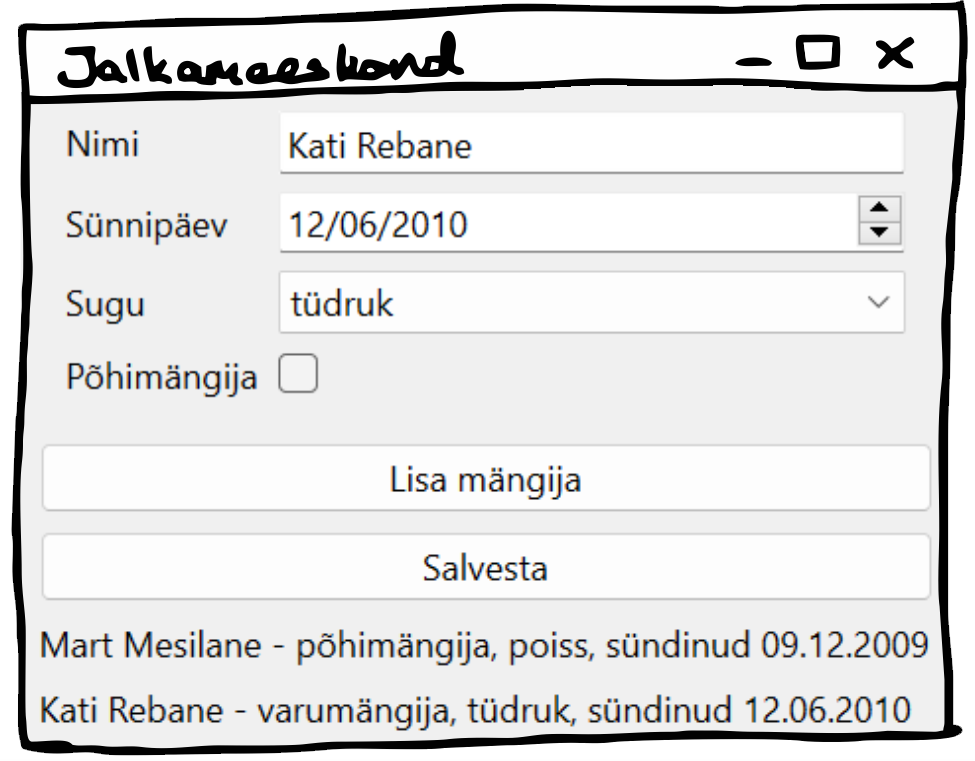 Jalkameeskond
Nimi Kati Rebane
Sünnipäev 12/06/2010
Sugu tüdruk
Põhimängija
Lisa mängija
Salvesta
Mart Mesilane - põhimängija, poiss, sündinud 09.12.2009
Kati Rebane - varumängija, tüdruk, sündinud 12.06.2010